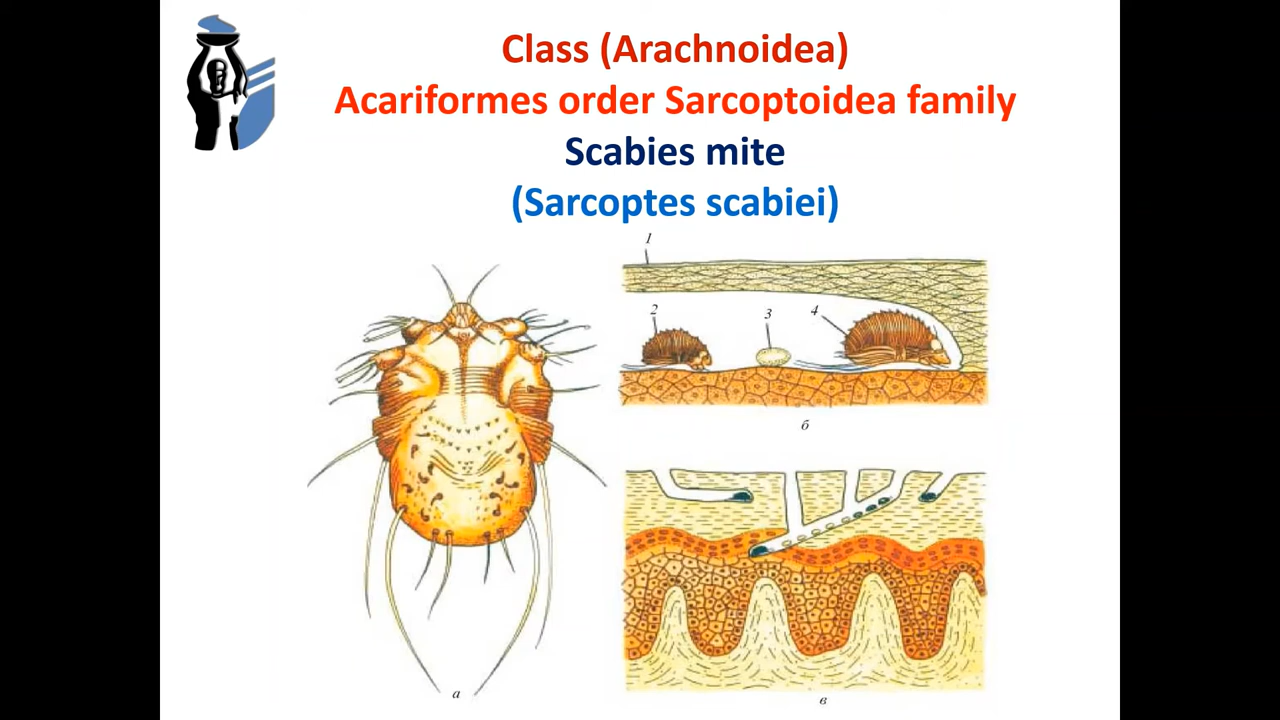 Class (Arachnoidea)
Acariformes order Sarcoptoidea family
Scabies mite
(Sarcoptes scabiei)
1
2
3
4
б
а
в